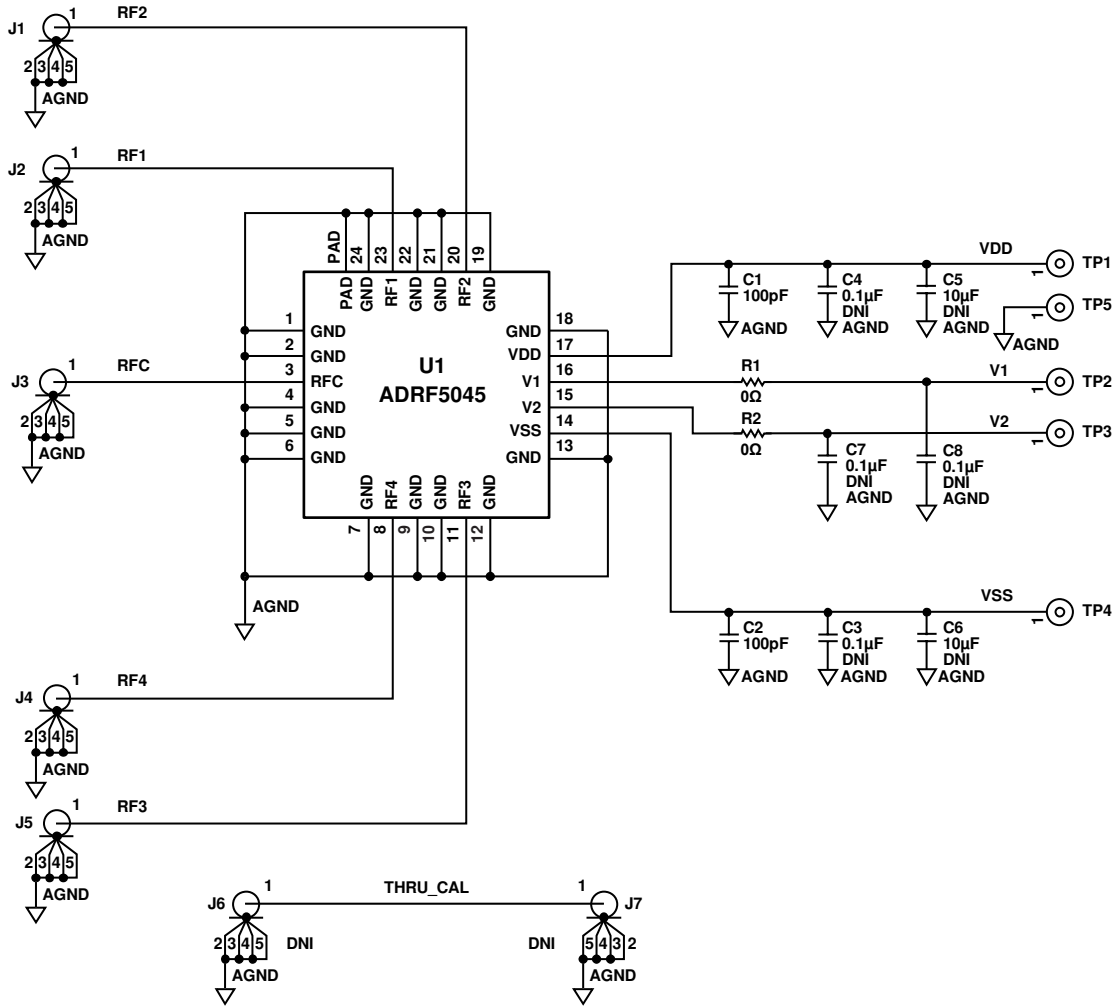 J1
1
RF2
2 3 4 5
AGND
J2
1
RF1
2 3 4 5
AGND
J3
1
RFC
2 3 4 5
AGND
PAD
24
23
22
21
20
19
PAD
GND
RF1
GND
GND
RF2
GND
1
GND
2
GND
3
RFC
4
GND
5
GND
6
GND
U1
ADRF5045
GND
18
VDD
17
V1
16
V2
15
VSS
14
GND
13
GND
RF4
GND
GND
RF3
GND
7
8
9
10
11
12
AGND
VDD
1
TP1
C1
100pF
AGND
C4
0.1µF
DNI
AGND
C5
10µF
DNI
AGND
1
TP5
AGND
R1
0Ω
V1
1
TP2
R2
0Ω
V2
1
TP3
C7
0.1µF
DNI
AGND
C8
0.1µF
DNI
AGND
VSS
1
TP4
C2
100pF
AGND
C3
0.1µF
DNI
AGND
C6
10µF
DNI
AGND
J4
1
RF4
2 3 4 5
AGND
J5
1
RF3
2 3 4 5
AGND
J6
1
THRU_CAL
1
J7
2 3 4 5
DNI
DNI
5 4 3 2
AGND
AGND